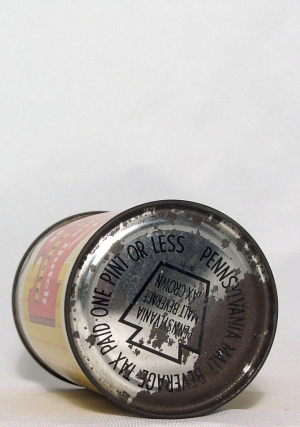 PENNSYLVANIA MALT BEVERAGE TAX PAID ONE PINT OR LESS
PENNSYLVANIA
MALT BEVERAGE
TAX CROWN